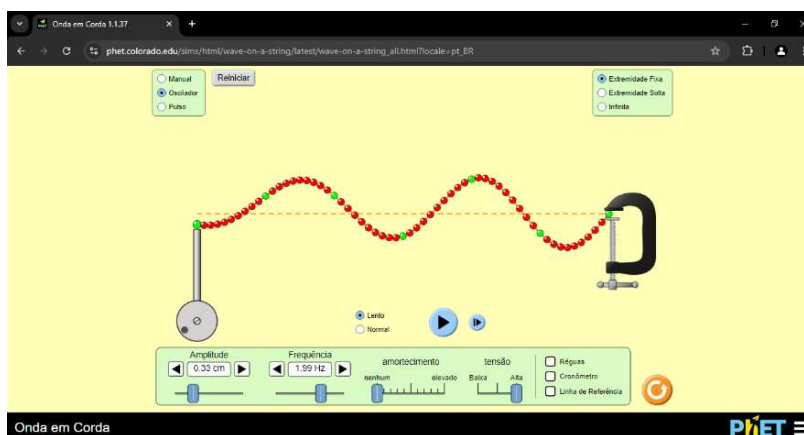 Onda em Corda 1.1.37
phet.colorado.edu/sims/html/wave-on-a-string/latest/wave-on-a-string_all.html?locale=pt_BR
Manual
Oscilador
Pulso
Reiniciar
Extremidade Fixa
Extremidade Solta
Infinita
Lento
Normal
Amplitude
0.33 cm
Frequência
1.99 Hz
amortecimento
nenhum
elevado
tensão
Baixa
Alta
Réguas
Cronômetro
Linha de Referência
Onda em Corda
PhET